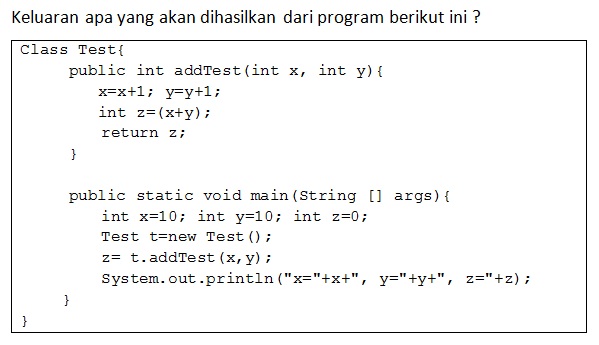 Keluaran apa yang akan dihasilkan dari program berikut ini ?
Class Test{
public int addTest(int x, int y){
x=x+1; y=y+1;
int z=(x+y);
return z;
}
public static void main(String [] args){
int x=10; int y=10; int z=0;
Test t=new Test();
z= t.addTest(x,y);
System.out.println("x="+x+", y="+y+", z="+z);
}
}